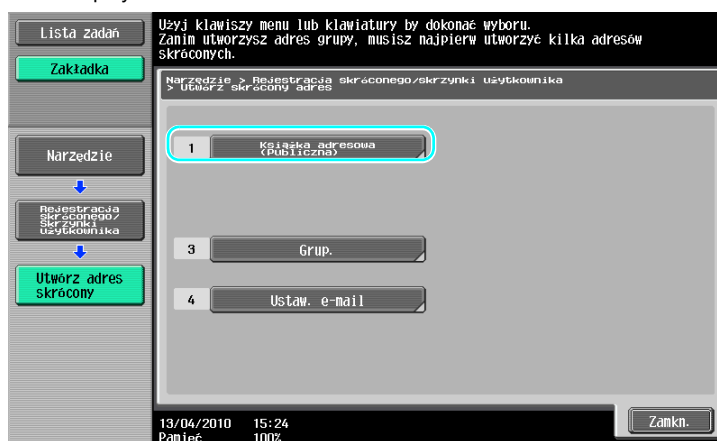 Lista zadań
Zakładka
Użyj klawiszy menu lub klawiatury by dokonać wyboru.
Zanim utworzysz adres grupy, musisz najpierw utworzyć kilka adresów
skróconych.
Narzędzie > Rejestracja skróconego/skrzynki użytkownika
> Utwórz skrócony adres
Narzędzie
Rejestracja
skróconego/
Skrzynki
użytkownika
Utwórz adres
skrócony
1 Książka adresowa
(Publiczna)
3 Grup.
4 Ustaw. e-mail
13/04/2010 15:24
Pamięć 100%
Zamkn.